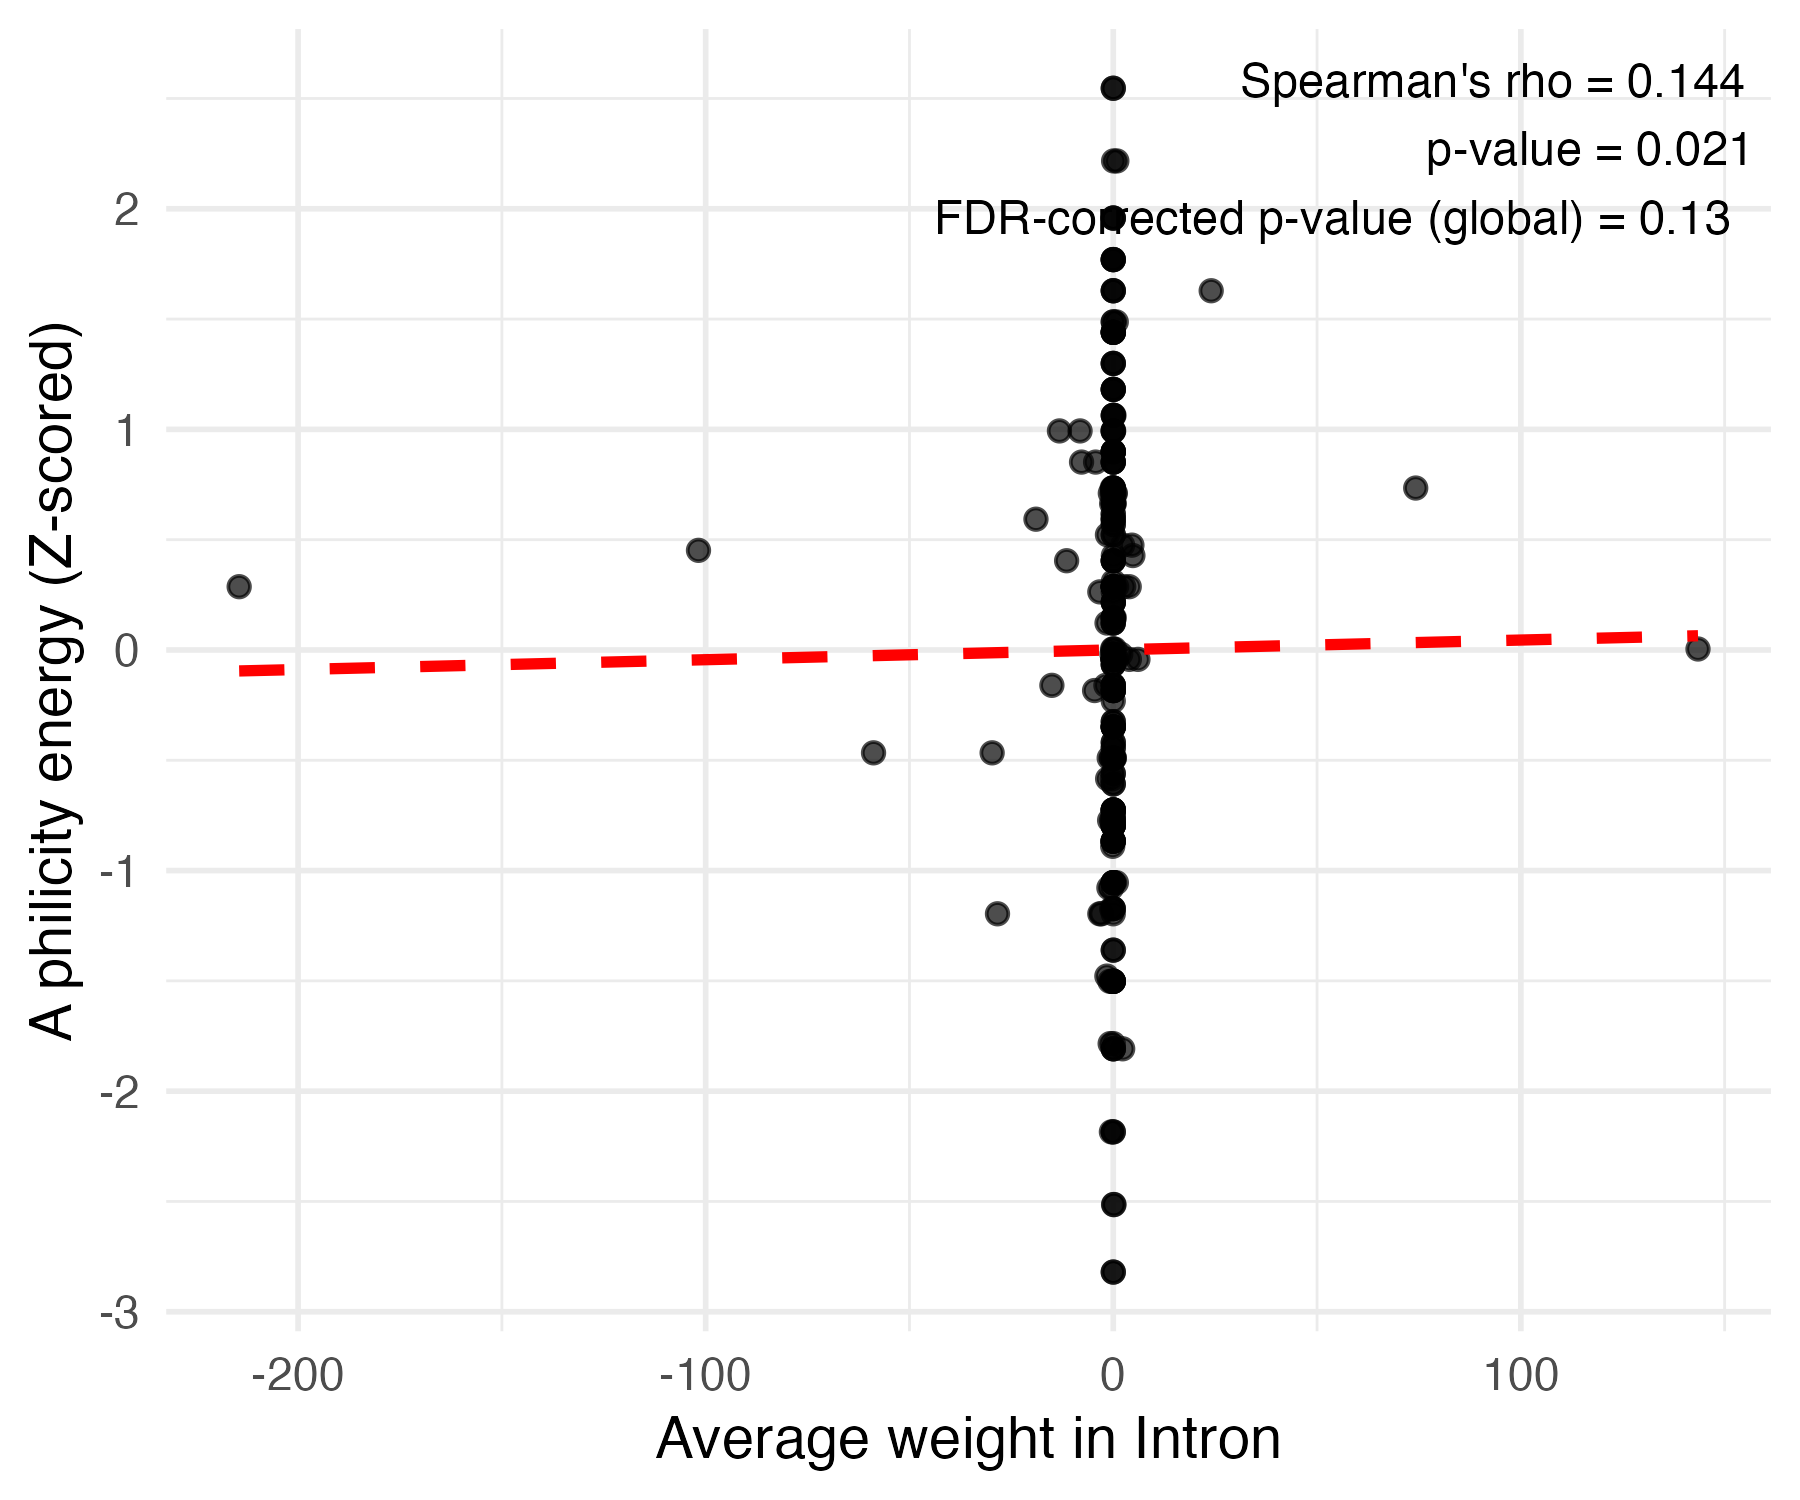 Spearman's rho = 0.144
p-value = 0.021
FDR-corrected p-value (global) = 0.13
2
1
0
-1
-2
-3
A philicity energy (Z-scored)
-200 -100 0 100
Average weight in Intron